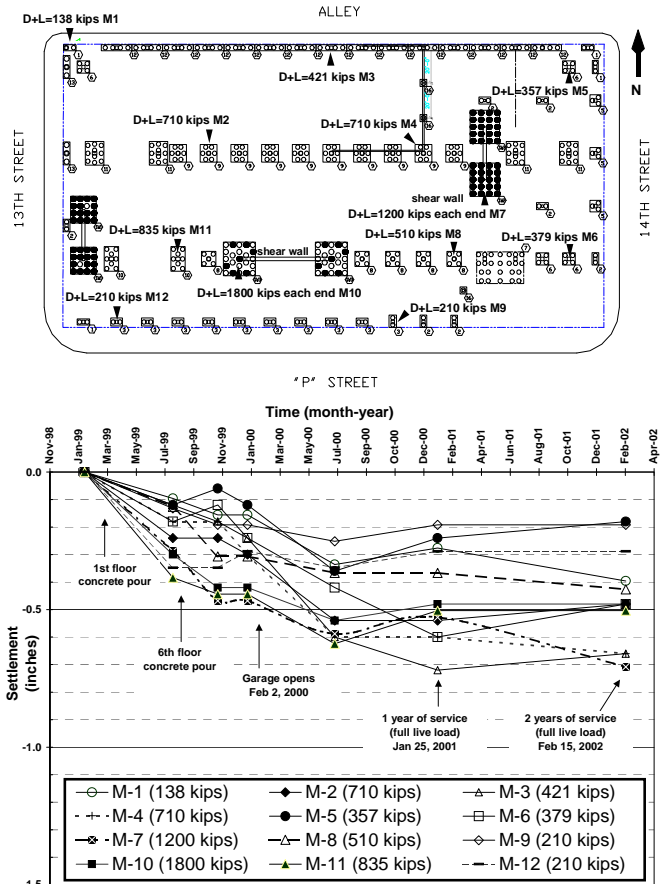 ALLEY
D+L=138 kips M1
D+L=421 kips M3
D+L=357 kips M5
N
D+L=710 kips M2
D+L=710 kips M4
13TH STREET
14TH STREET
shear wall
D+L=1200 kips each end M7
D+L=835 kips M11
D+L=510 kips M8
D+L=379 kips M6
shear wall
D+L=1800 kips each end M10
D+L=210 kips M12
D+L=210 kips M9
"P" STREET
Time (month-year)
Nov-98 Jan-99 Mar-99 May-99 Jul-99 Sep-99 Nov-99 Jan-00 Mar-00 May-00 Jul-00 Sep-00 Oct-00 Dec-00 Feb-01 Apr-01 Jun-01 Aug-01 Oct-01 Dec-01 Feb-02 Apr-02
0.0
1st floor
concrete pour
-0.5
6th floor
concrete pour
Settlement
(inches)
Garage opens
Feb 2, 2000
1 year of service
(full live load)
Jan 25, 2001
2 years of service
(full live load)
Feb 15, 2002
-1.0
M-1 (138 kips) M-2 (710 kips) M-3 (421 kips)
M-4 (710 kips) M-5 (357 kips) M-6 (379 kips)
M-7 (1200 kips) M-8 (510 kips) M-9 (210 kips)
M-10 (1800 kips) M-11 (835 kips) M-12 (210 kips)
-1.5